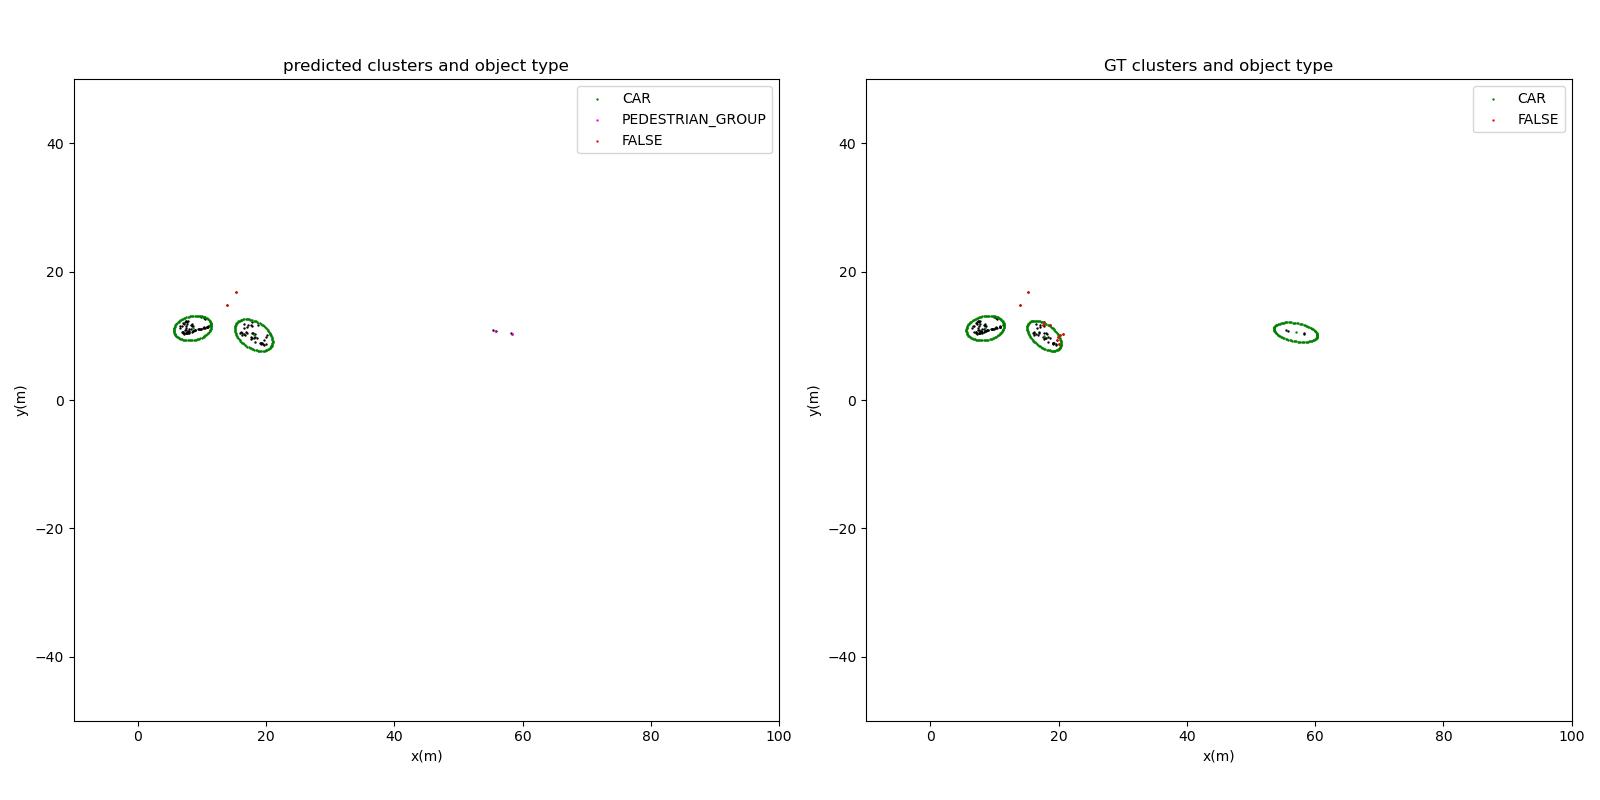 predicted clusters and object type
CAR
PEDESTRIAN_GROUP
FALSE
40
20
0
−20
−40
y(m)
0
20
40
60
80
100
x(m)
GT clusters and object type
CAR
FALSE
40
20
0
−20
−40
y(m)
0
20
40
60
80
100
x(m)